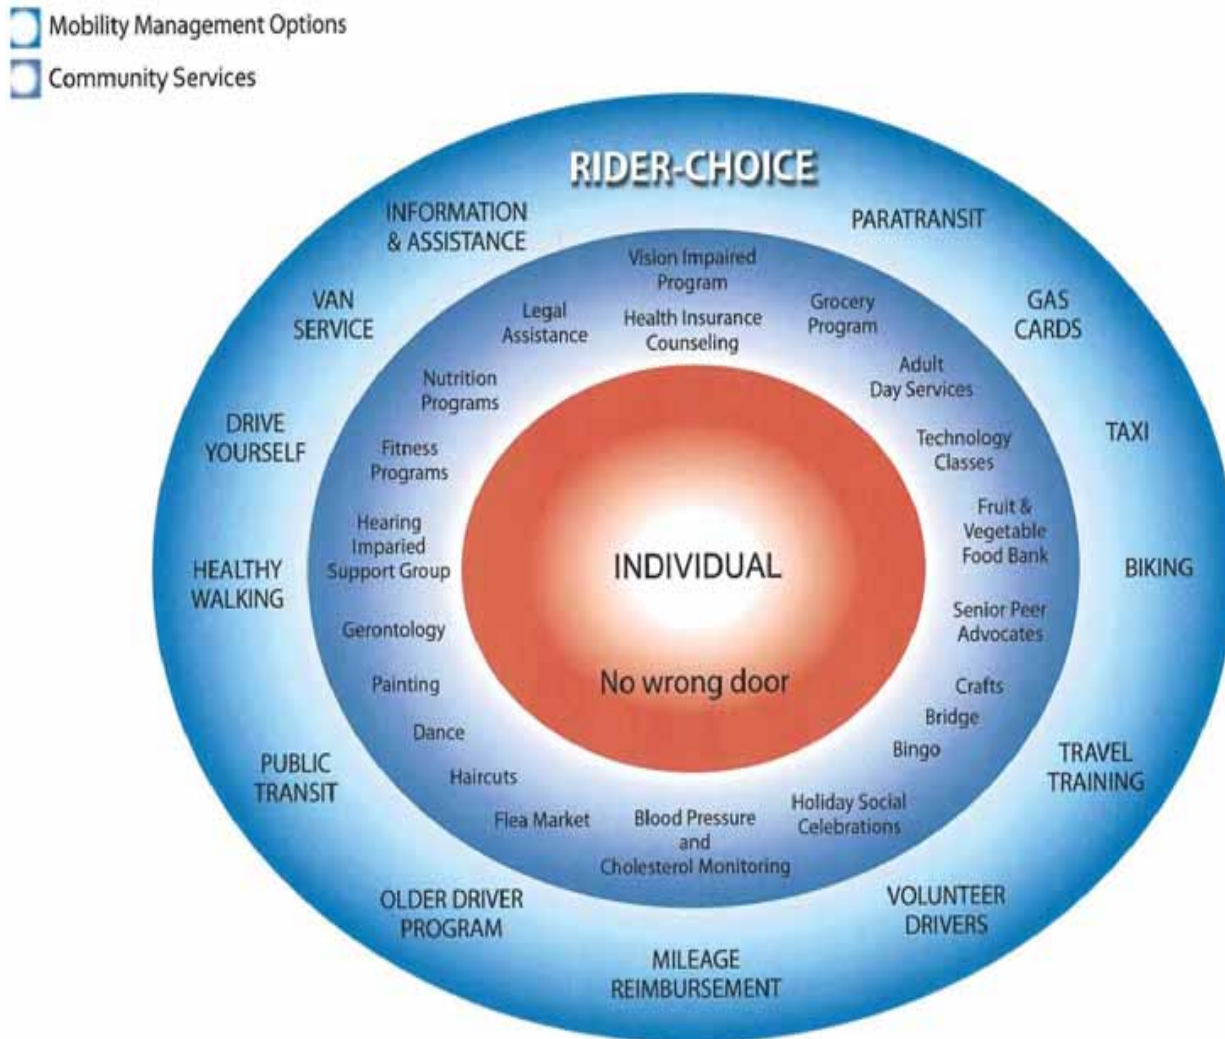 Mobility Management Options
Community Services
RIDER-CHOICE
INFORMATION
& ASSISTANCE
PARATRANSIT
VAN
SERVICE
GAS
CARDS
DRIVE
YOURSELF
TAXI
HEALTHY
WALKING
BIKING
PUBLIC
TRANSIT
TRAVEL
TRAINING
OLDER DRIVER
PROGRAM
VOLUNTEER
DRIVERS
MILEAGE
REIMBURSEMENT
Vision Impaired
Program
Health Insurance
Counseling
Legal
Assistance
Grocery
Program
Nutrition
Programs
Adult
Day Services
Fitness
Programs
Technology
Classes
Hearing
Imparied
Support Group
Fruit &
Vegetable
Food Bank
Gerontology
Senior Peer
Advocates
Painting
Crafts
Dance
Bridge
Haircuts
Bingo
Flea Market
Blood Pressure
and
Cholesterol Monitoring
Holiday Social
Celebrations
INDIVIDUAL
No wrong door